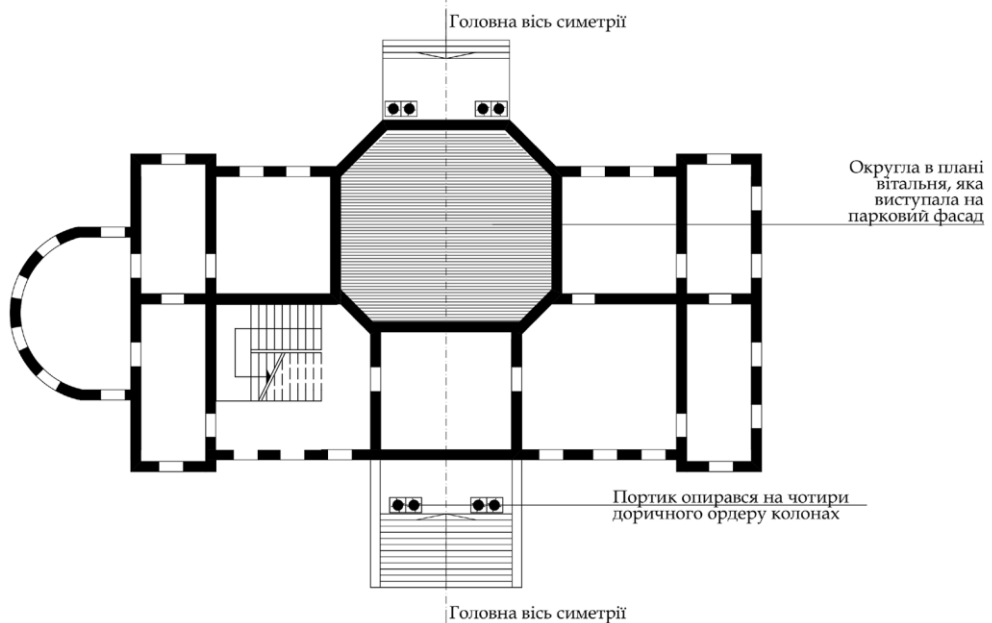 Головна вісь симетрії
Округла в плані
вітальня, яка
виступала на
парковий фасад
Портик опирався на чотири
доричного ордеру колонах
Головна вісь симетрії